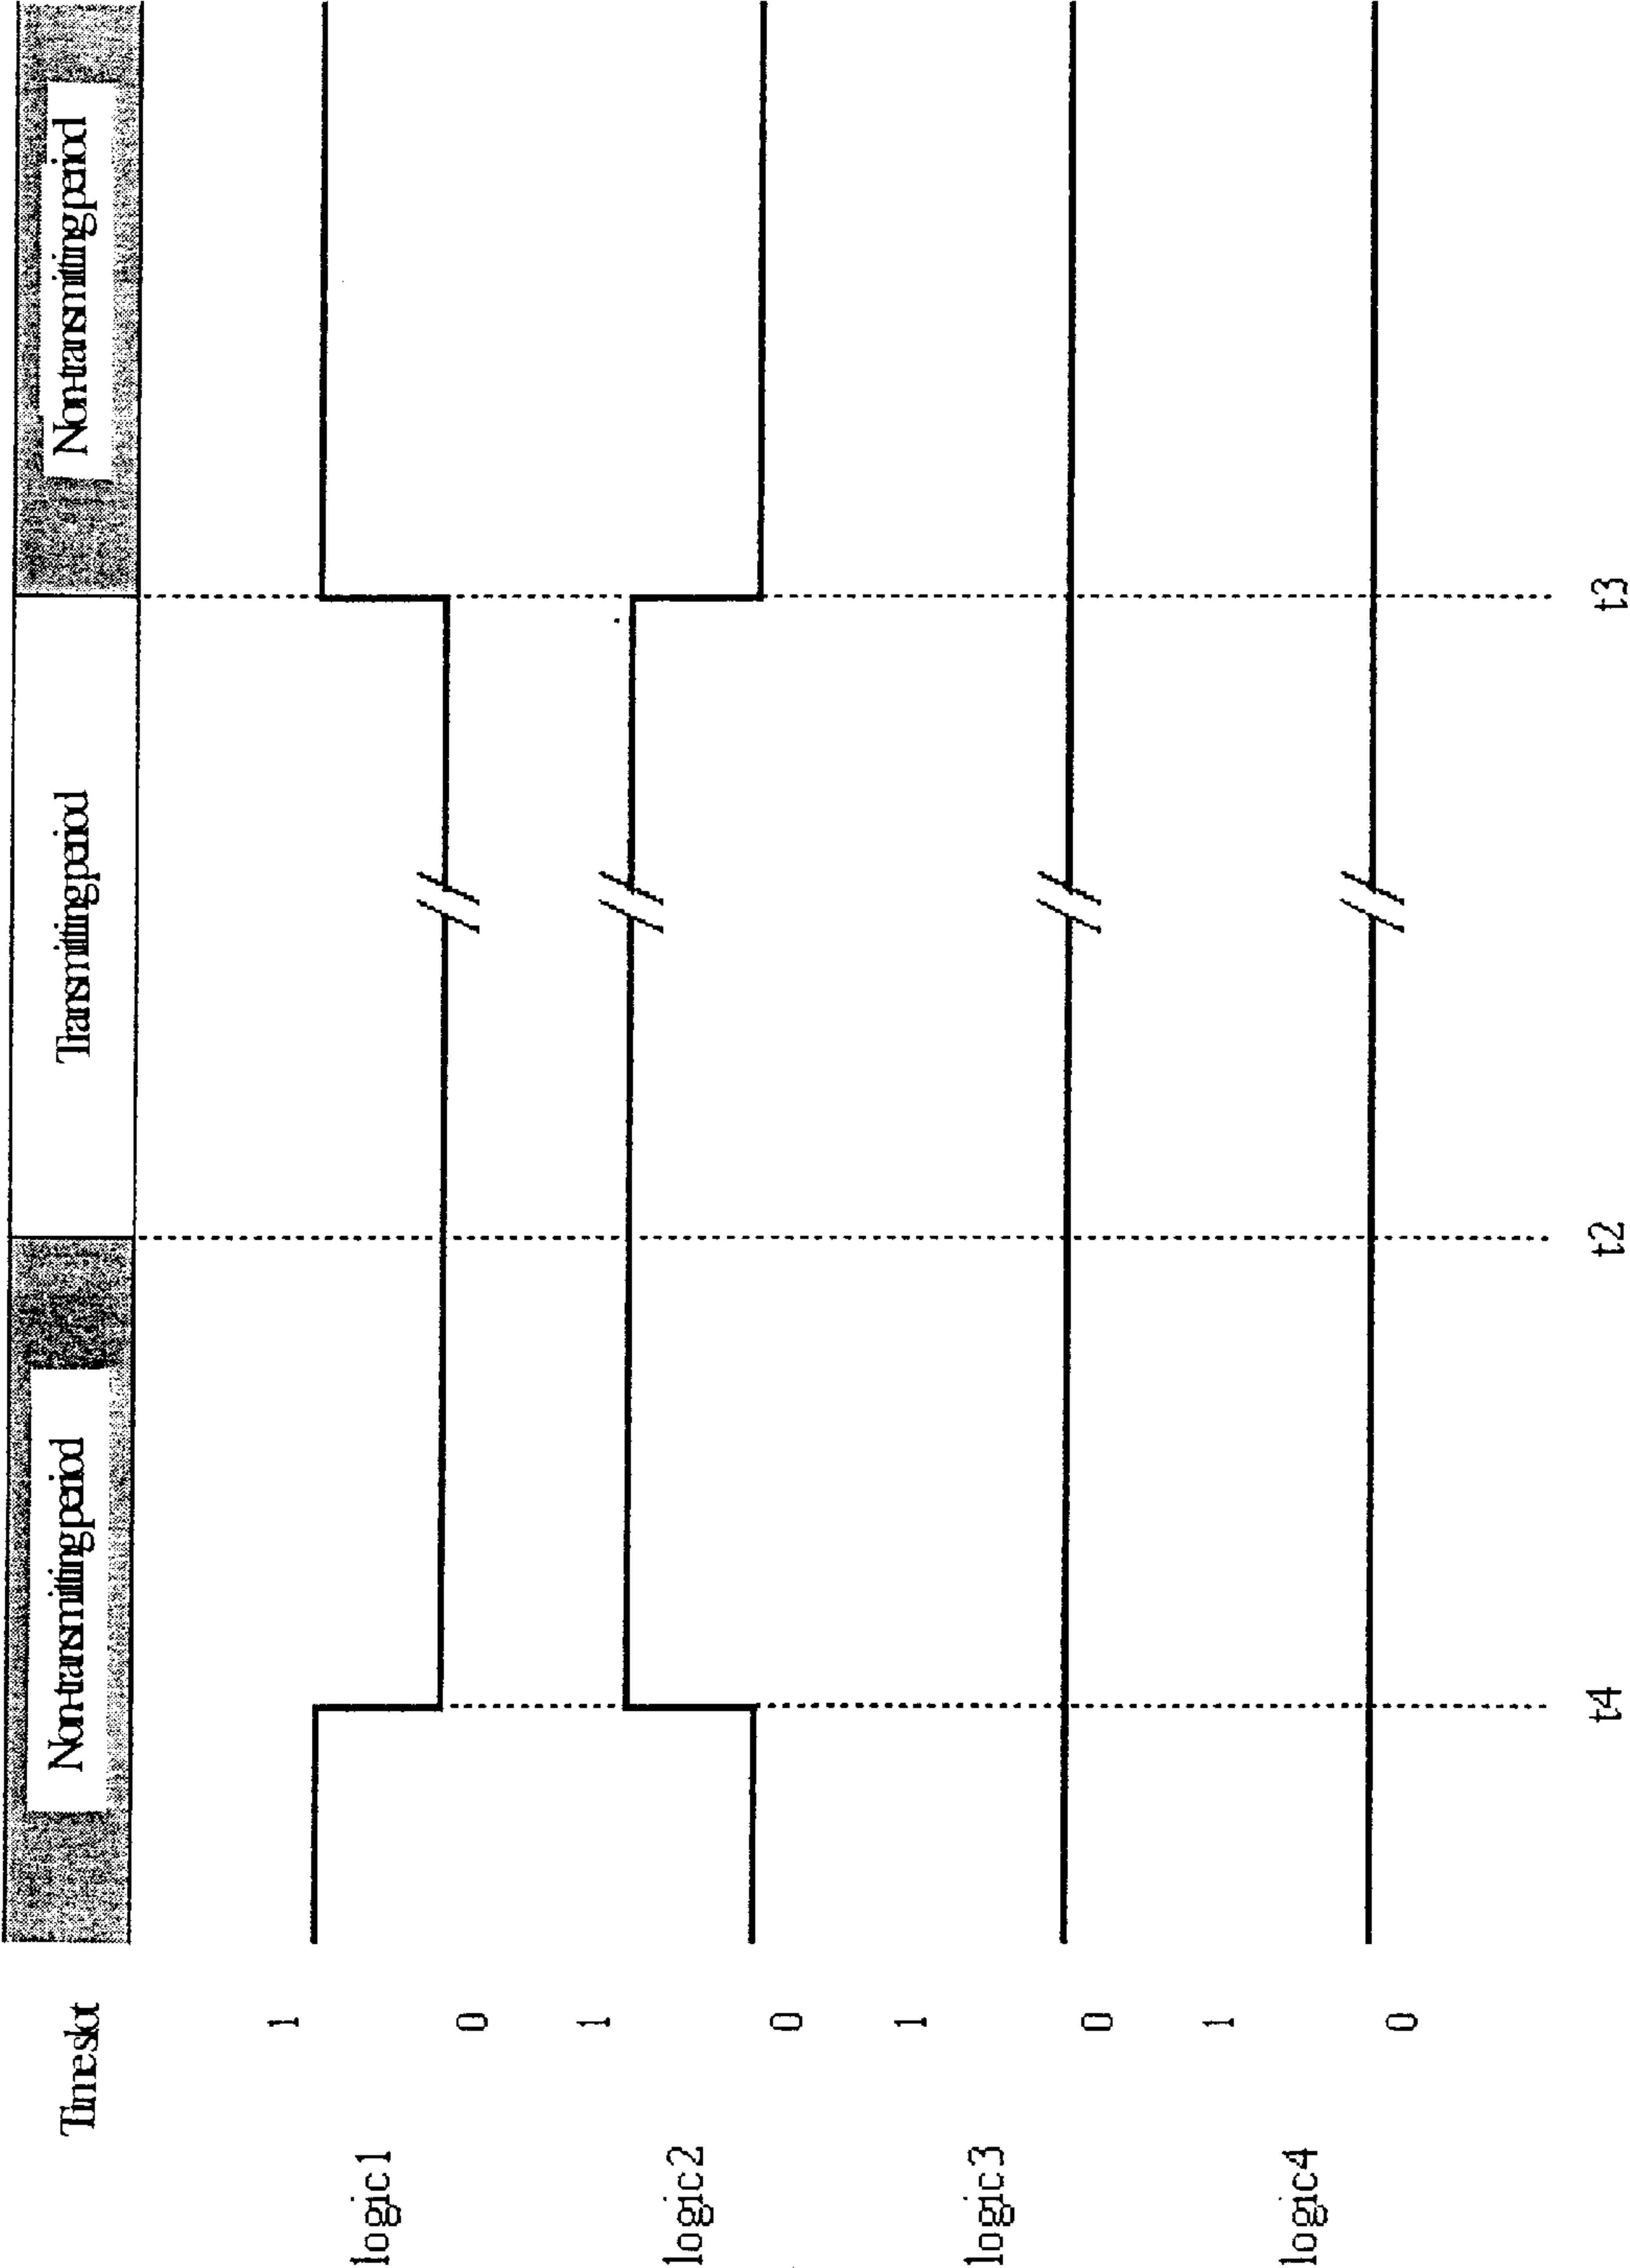 Timeslot
Non-transmitting period
Transmitting period
Non-transmitting period
logic1
1
0
logic2
1
0
logic3
1
0
logic4
1
0
t4
t2
t3